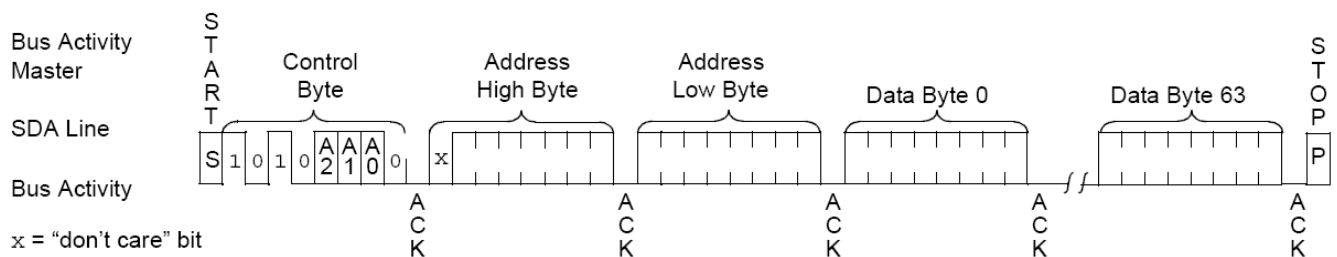 Bus Activity
Master
START
Control
Byte
Address
High Byte
Address
Low Byte
Data Byte 0
Data Byte 63
STOP
SDA Line
S 1 0 1 0 A2 A1 A0 0 x P
Bus Activity
ACK ACK ACK ACK ACK
x = “don’t care” bit